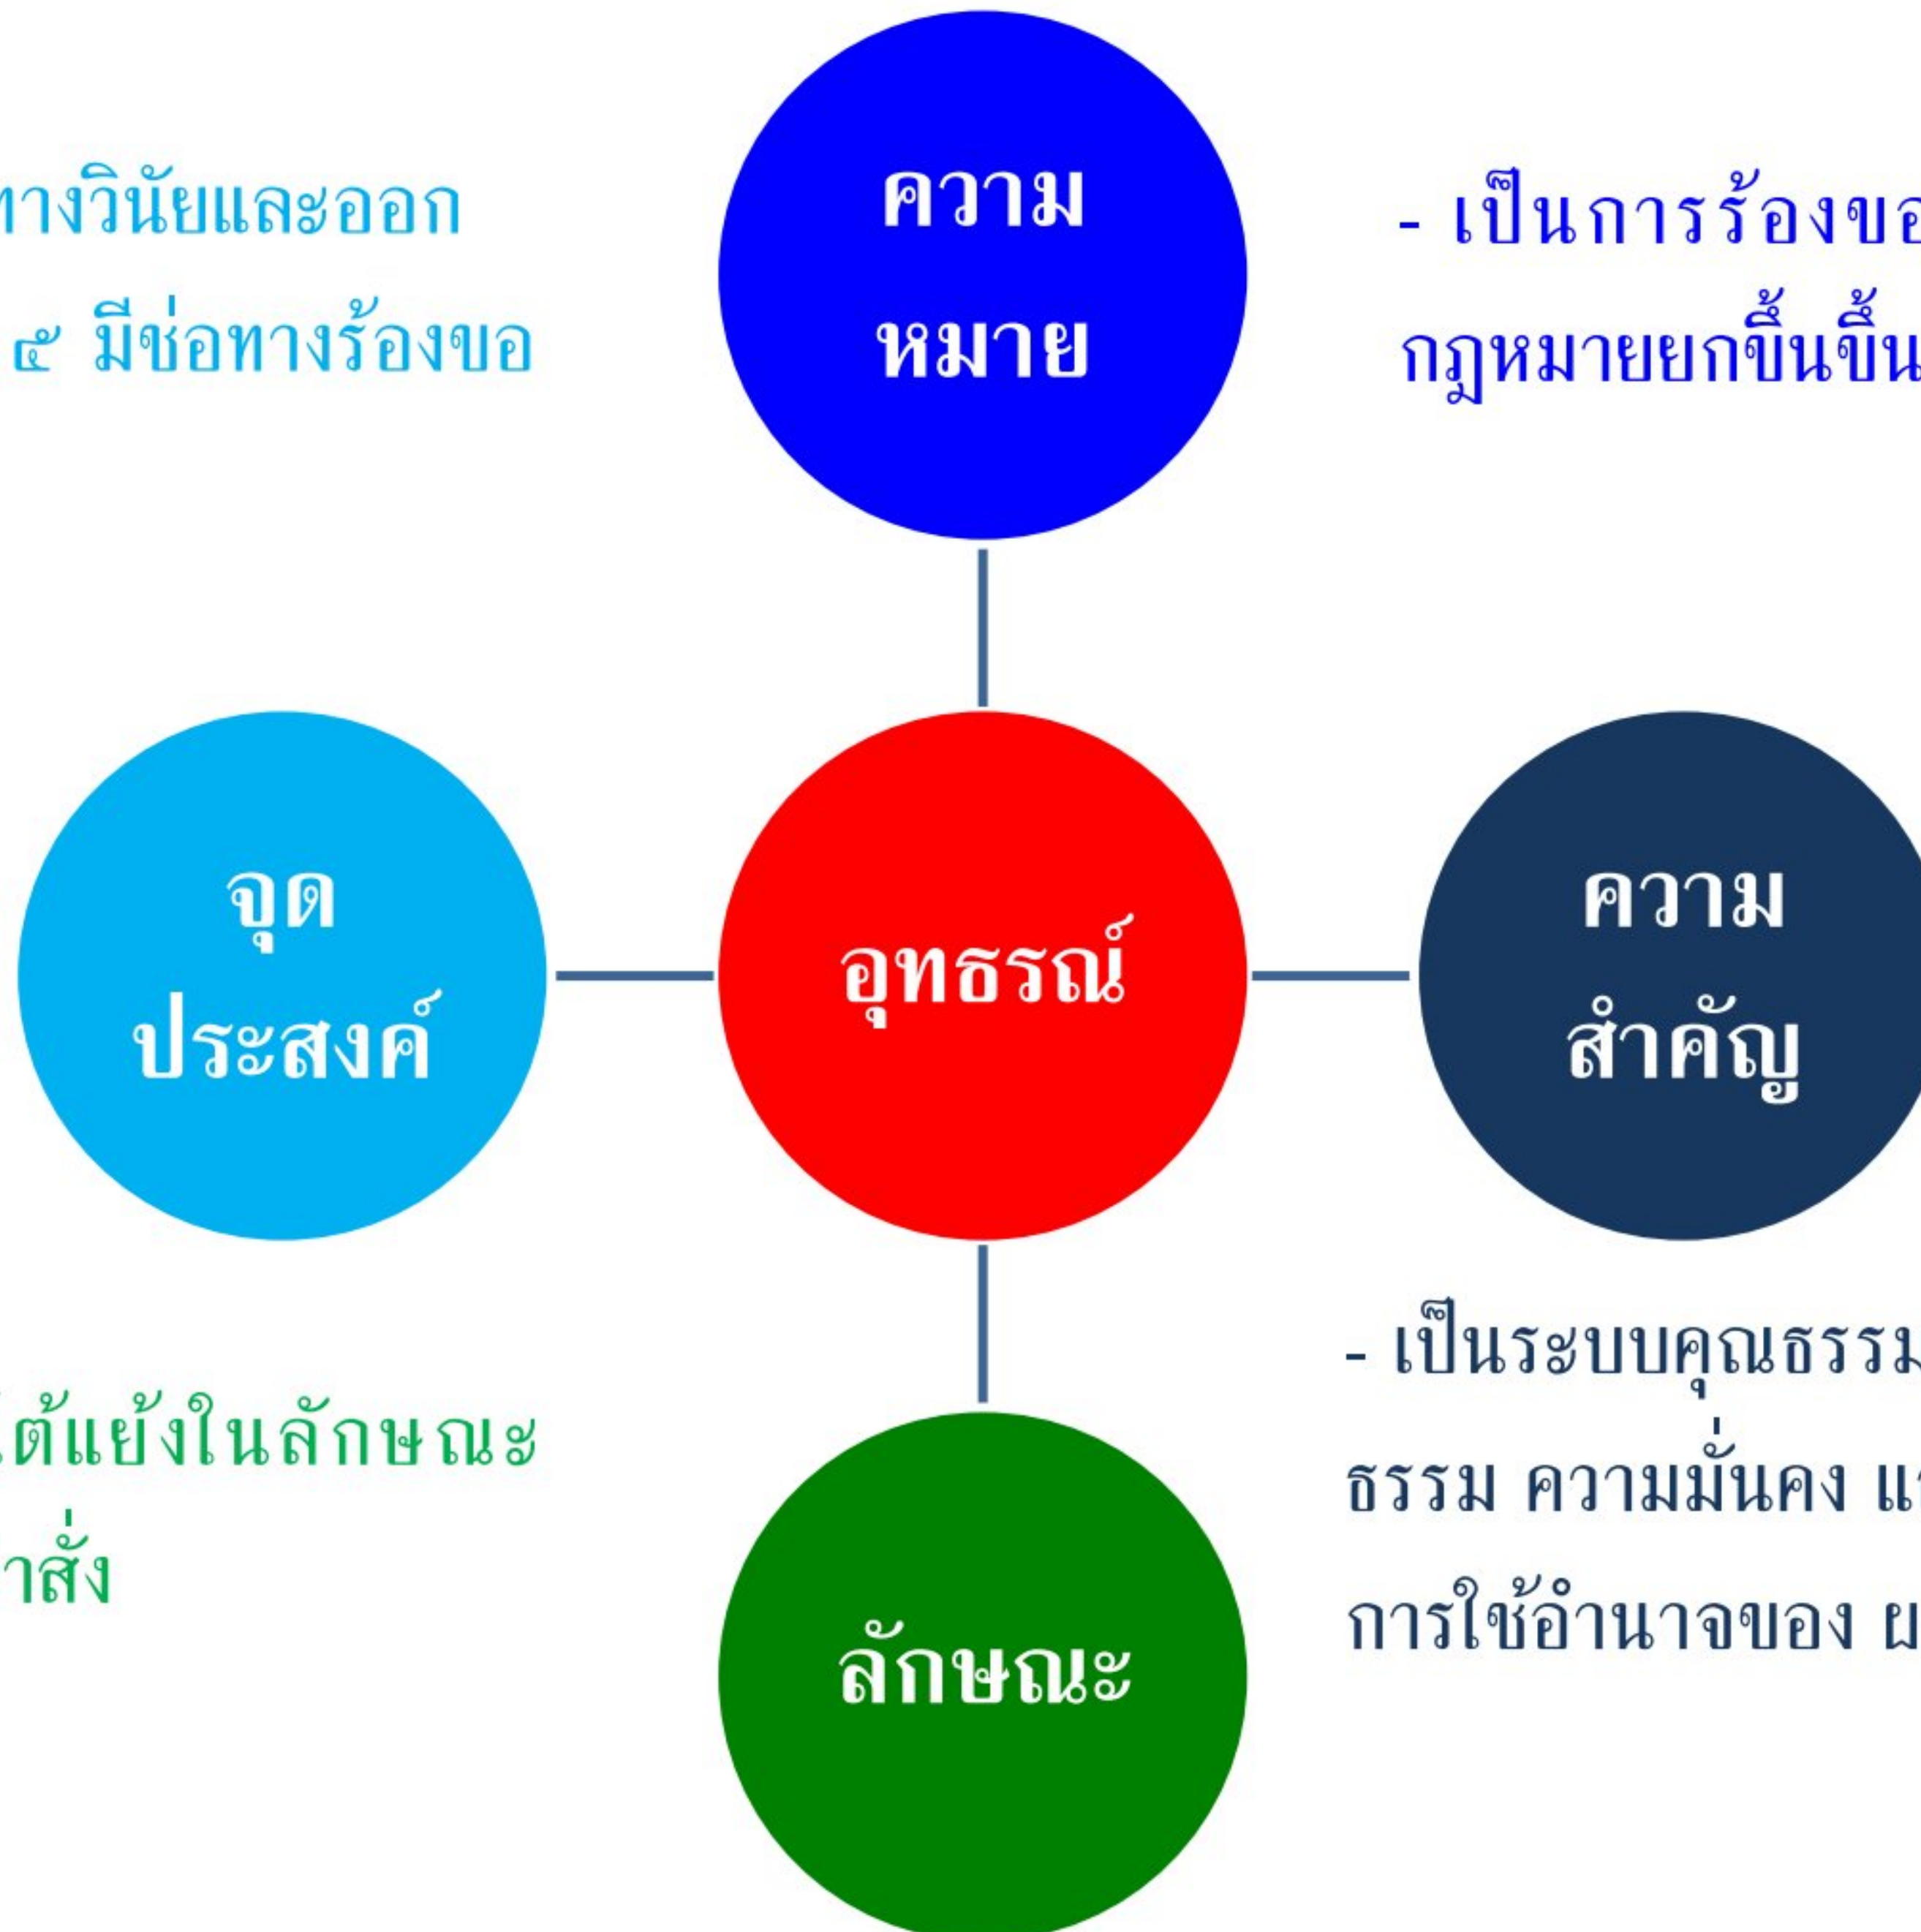 ทางวินัยและออก
๕ มีช่อทางร้องขอ
ความ
หมาย
- เป็นการร้องขอ
กฎหมายยกขึ้นขึ้น
จุด
ประสงค์
อุทธรณ์
ความ
สำคัญ
โต้แย้งในลักษณะ
ลักษณะ
- เป็นระบบคุณธรรม
ธรรม ความมั่นคง
การใช้อำนาจของ